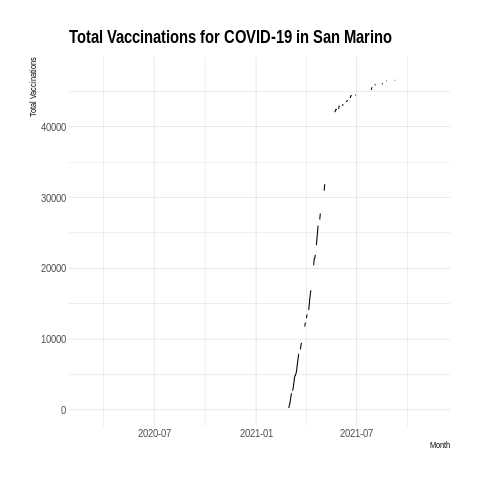 Total Vaccinations for COVID-19 in San Marino
Total Vaccinations
40000
30000
20000
10000
0
2020-07 2021-01 2021-07
Month